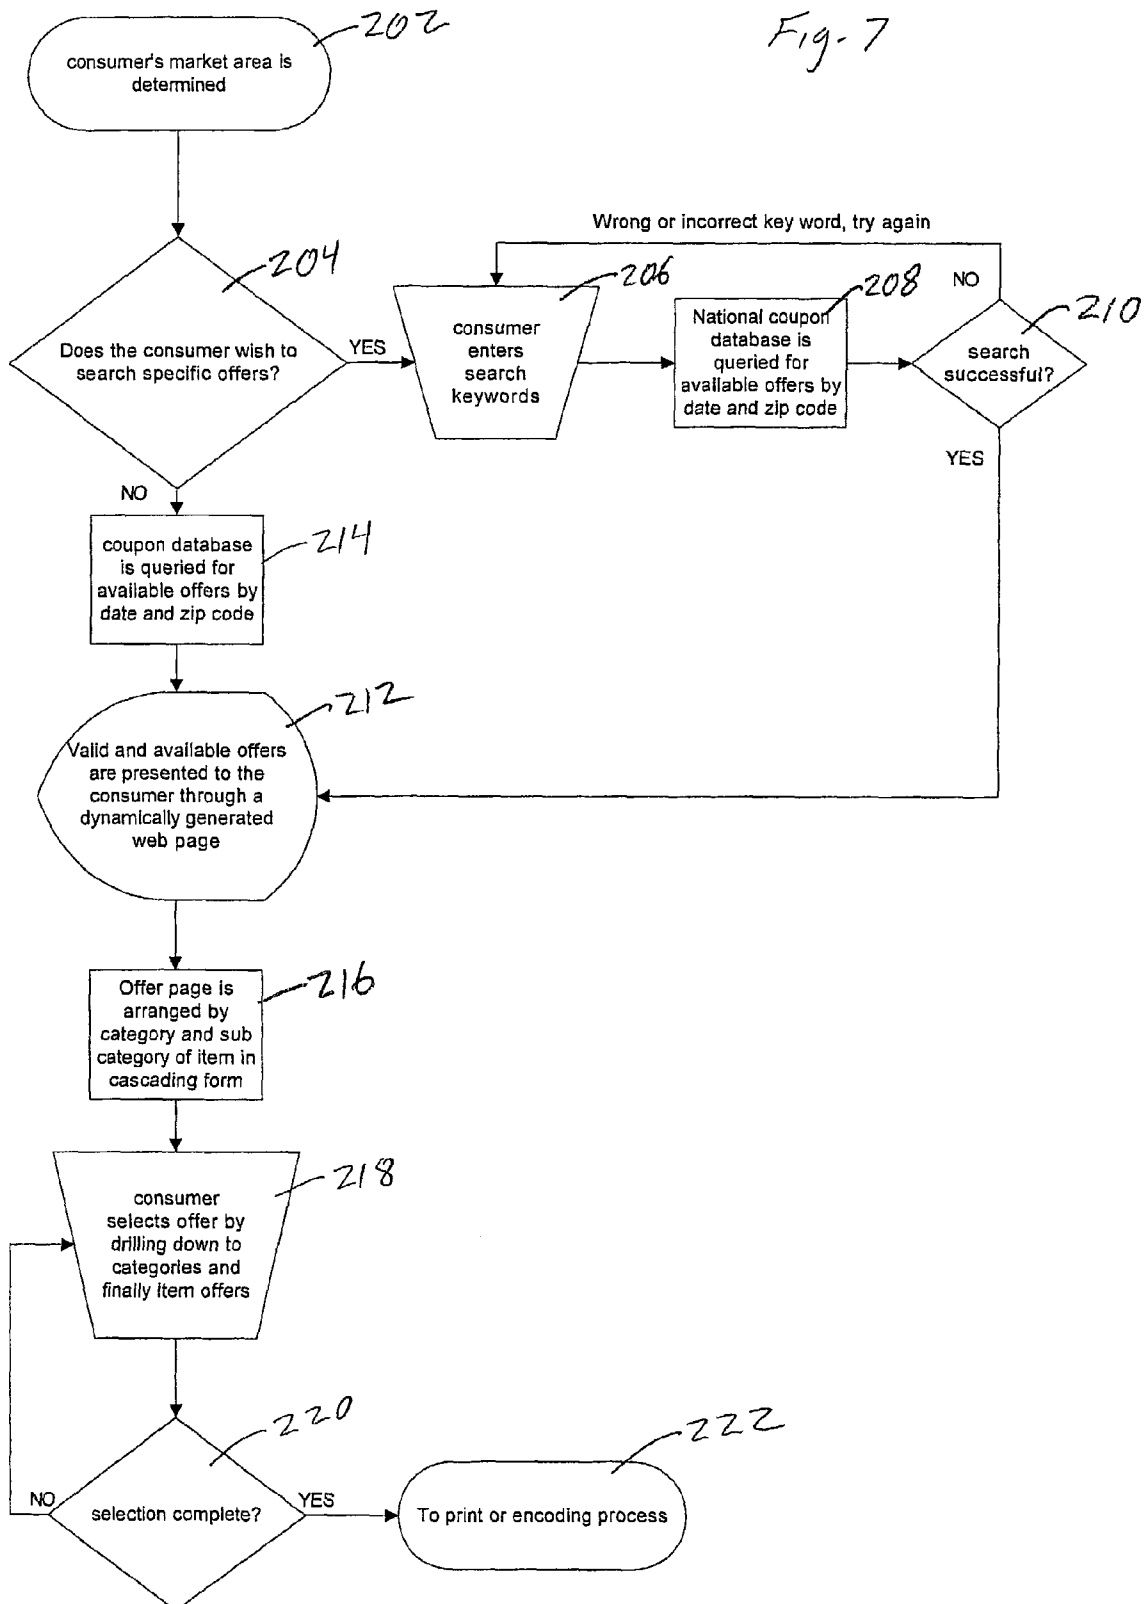 202
Fig. 7
consumer's market area is
determined
Wrong or incorrect key word, try again
204
206
208
NO
210
Does the consumer wish to
search specific offers?
YES
consumer
enters
search
keywords
National coupon
database is
queried for
available offers by
date and zip code
search
successful?
YES
NO
coupon database
is queried for
available offers by
date and zip code
214
212
Valid and available offers
are presented to the
consumer through a
dynamically generated
web page
Offer page is
arranged by
category and sub
category of item in
cascading form
216
218
consumer
selects offer by
drilling down to
categories and
finally item offers
220
222
NO
selection complete?
YES
To print or encoding process